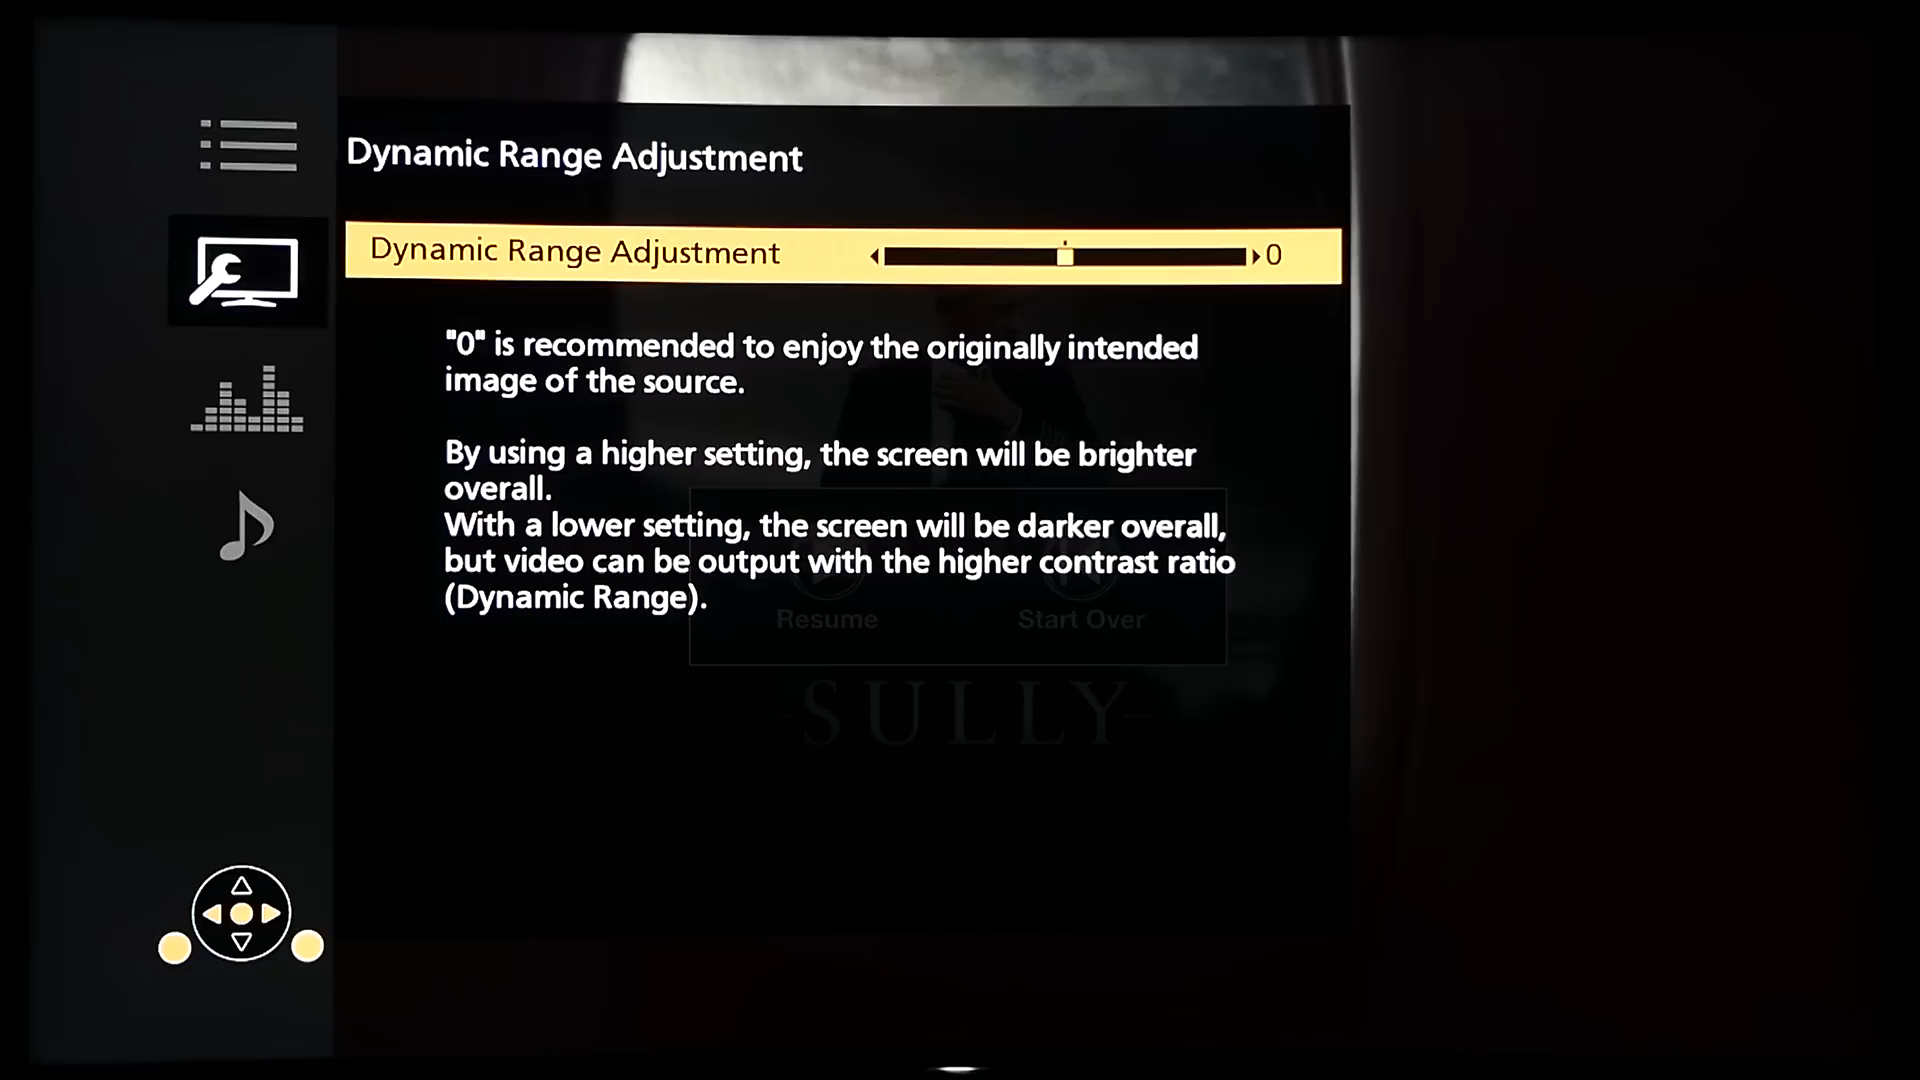 Dynamic Range Adjustment
Dynamic Range Adjustment 0
"0" is recommended to enjoy the originally intended
image of the source.
By using a higher setting, the screen will be brighter
overall.
With a lower setting, the screen will be darker overall,
but video can be output with the higher contrast ratio
(Dynamic Range).
Resume Start Over
SULLY